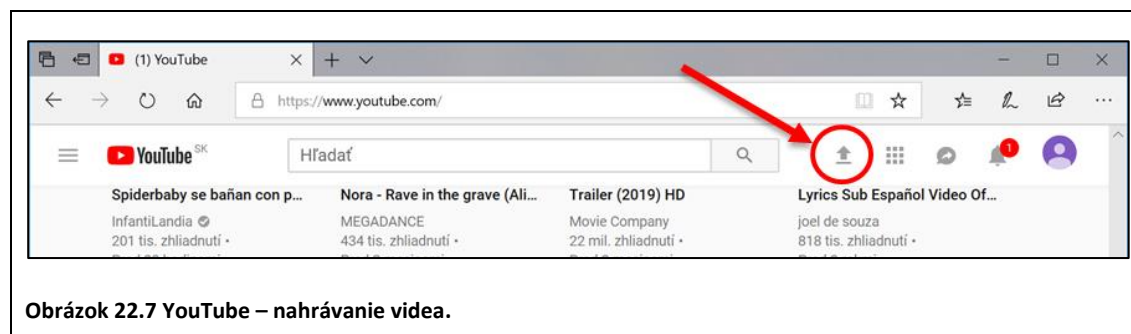 (1) YouTube
https://www.youtube.com/
YouTube SK
Hľadať
1
Spiderbaby se bañan con p...
Nora - Rave in the grave (Ali...
Trailer (2019) HD
Lyrics Sub Español Video Of...
InfantiLandia
MEGADANCE
Movie Company
joel de souza
201 tis. zhliadnutí •
434 tis. zhliadnutí •
22 mil. zhliadnutí •
818 tis. zhliadnutí •
Obrázok 22.7 YouTube – nahrávanie videa.